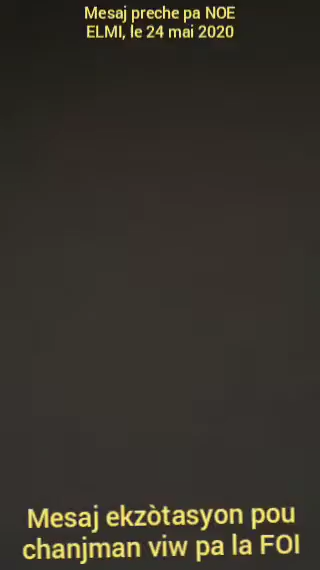 Mesaj preche pa NOE
ELMI, le 24 mai 2020
Mesaj ekzòtasyon pou
chanjman viw pa la FOI